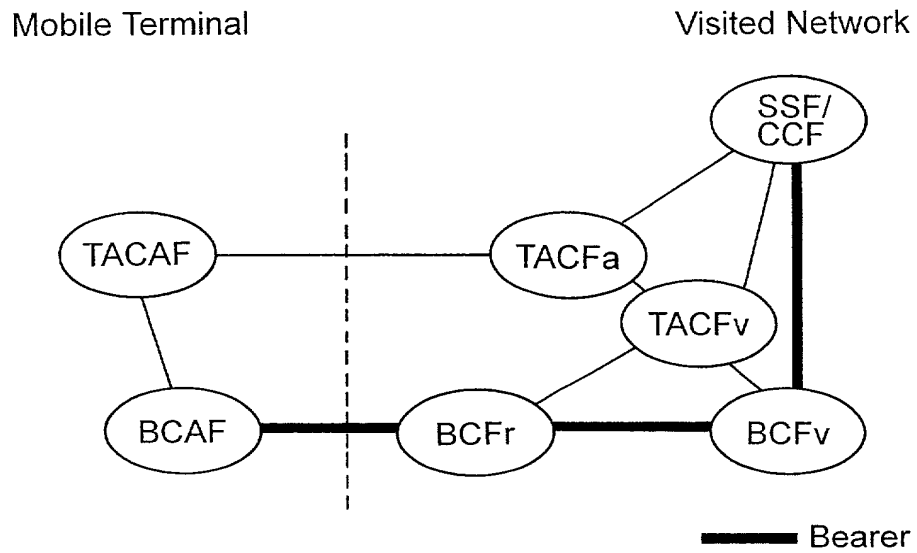 Mobile Terminal
Visited Network
SSF/
CCF
TACAF
TACFa
TACFv
BCAF
BCFr
BCFv
Bearer